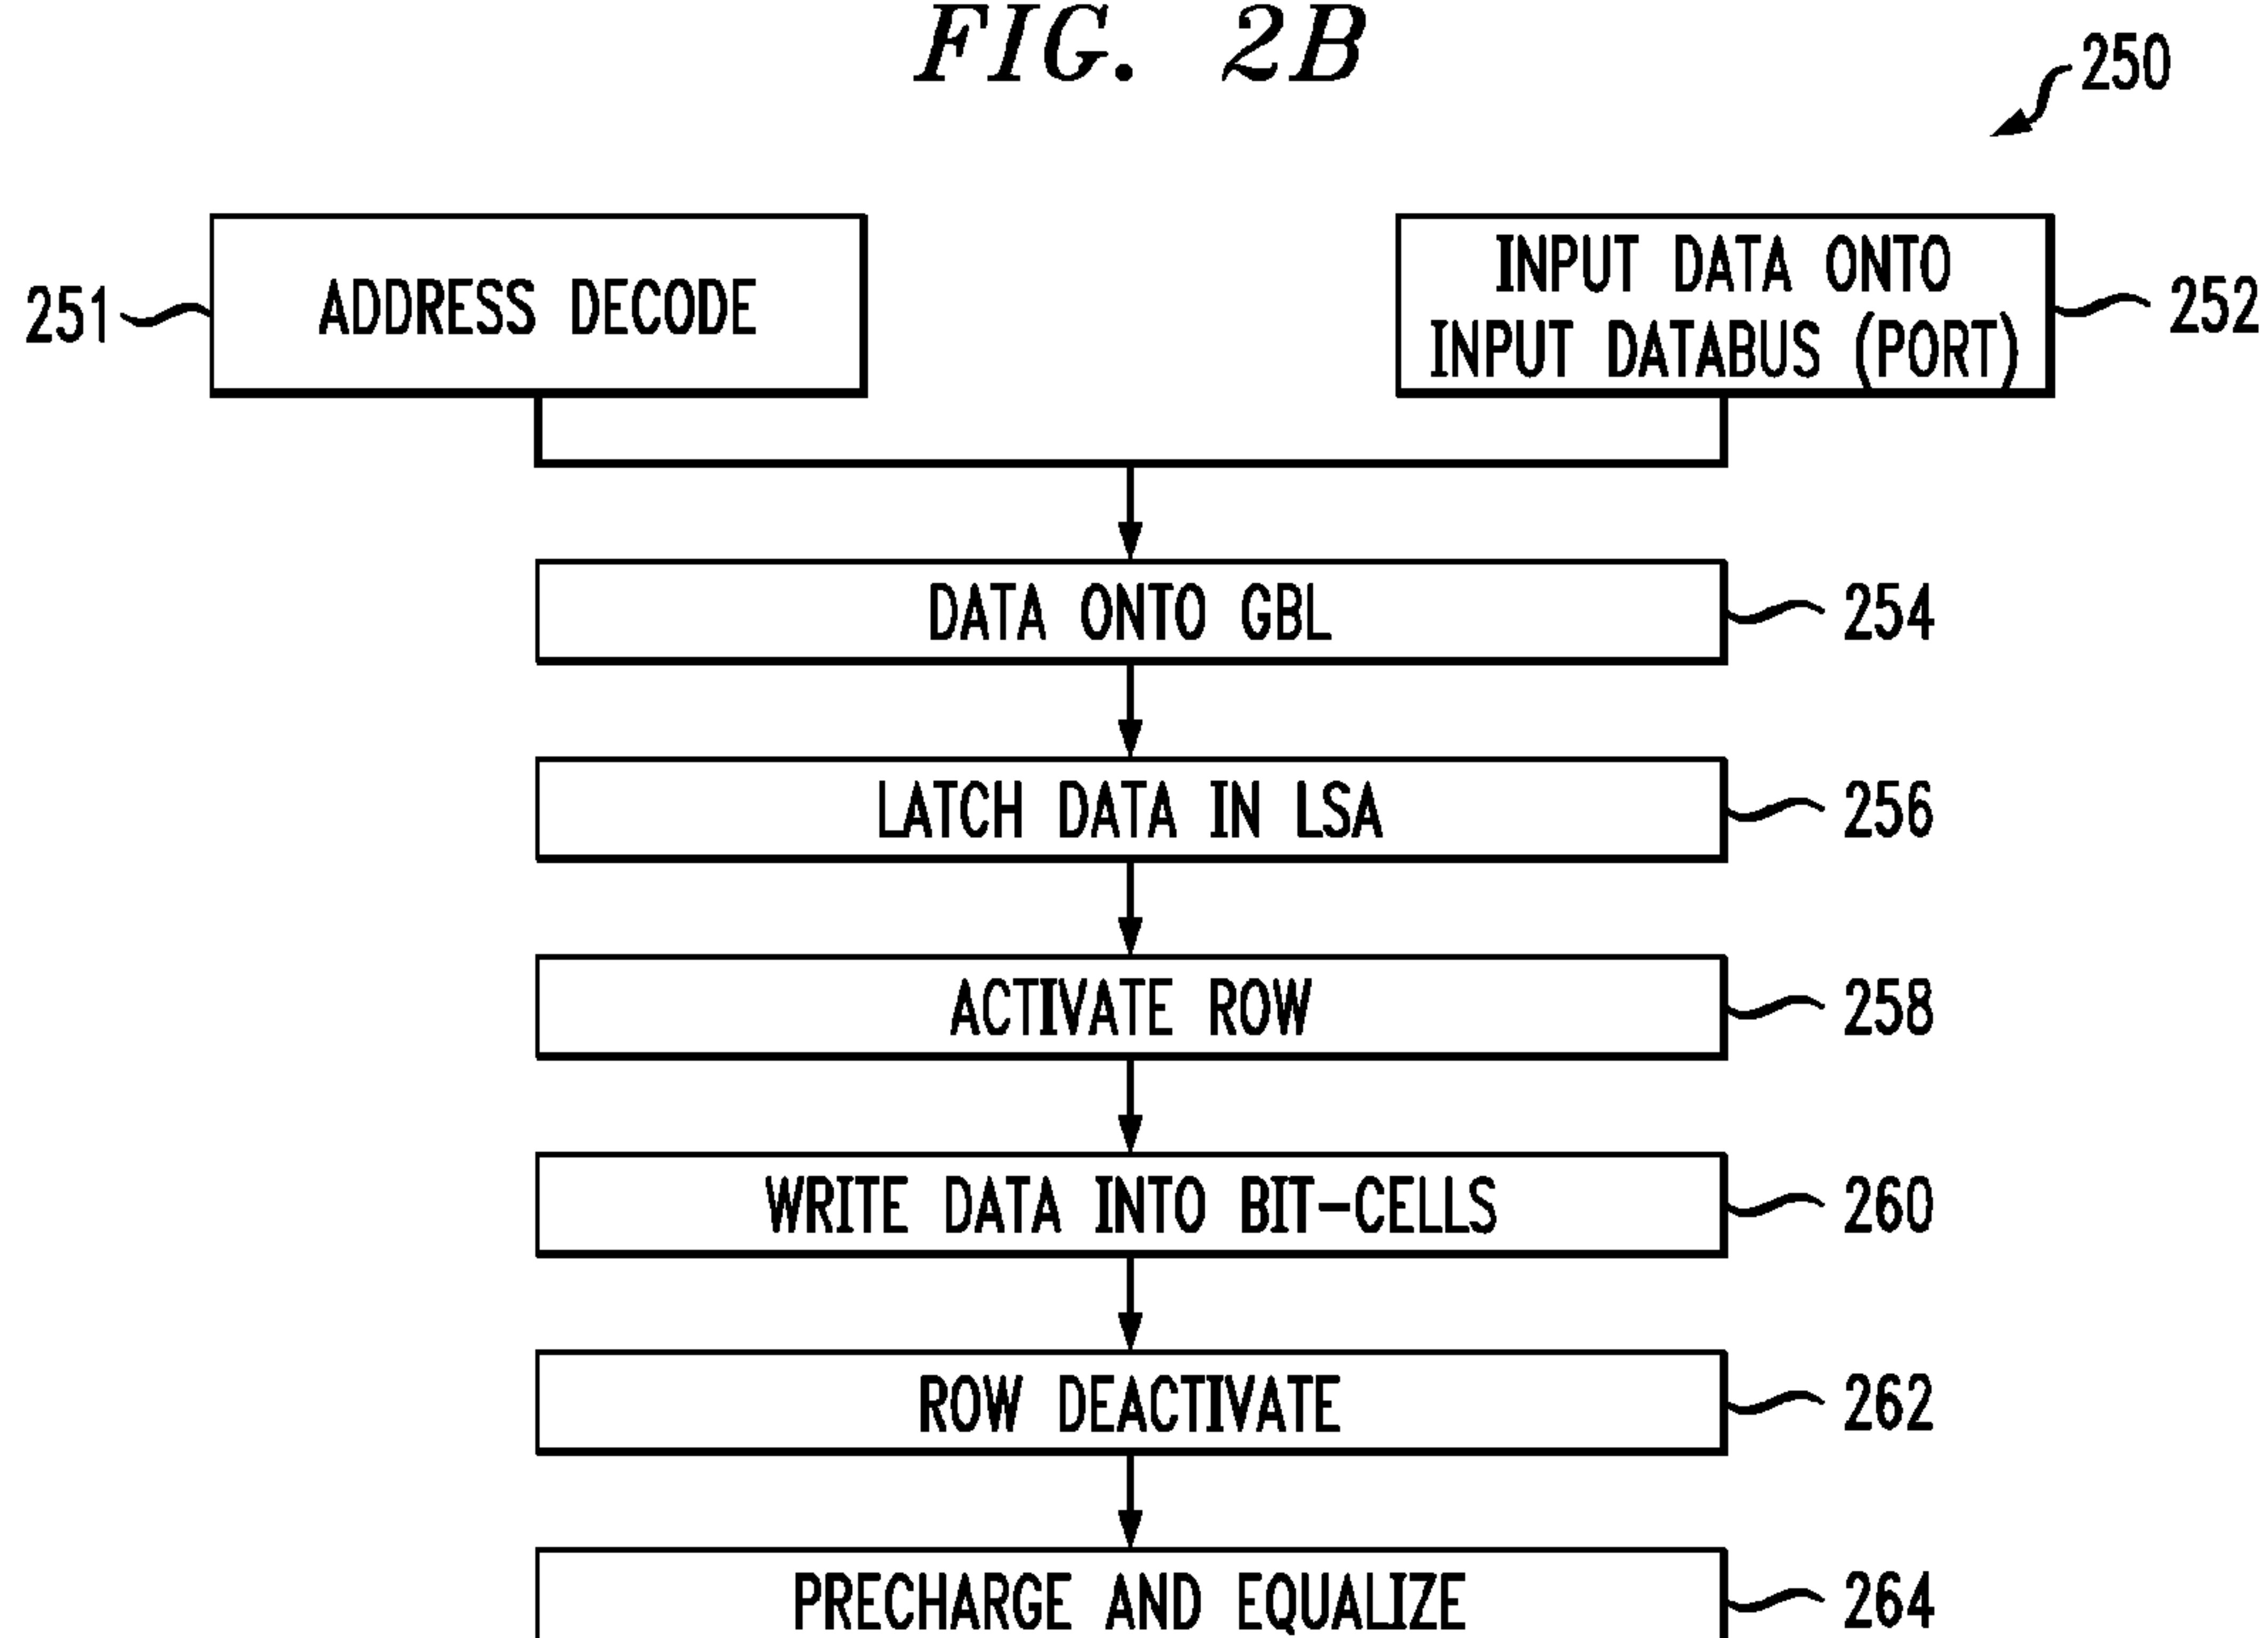 FIG. 2B
250
251
ADDRESS DECODE
INPUT DATA ONTO
INPUT DATABUS (PORT)
252
DATA ONTO GBL
254
LATCH DATA IN LSA
256
ACTIVATE ROW
258
WRITE DATA INTO BIT-CELLS
260
ROW DEACTIVATE
262
PRECHARGE AND EQUALIZE
264